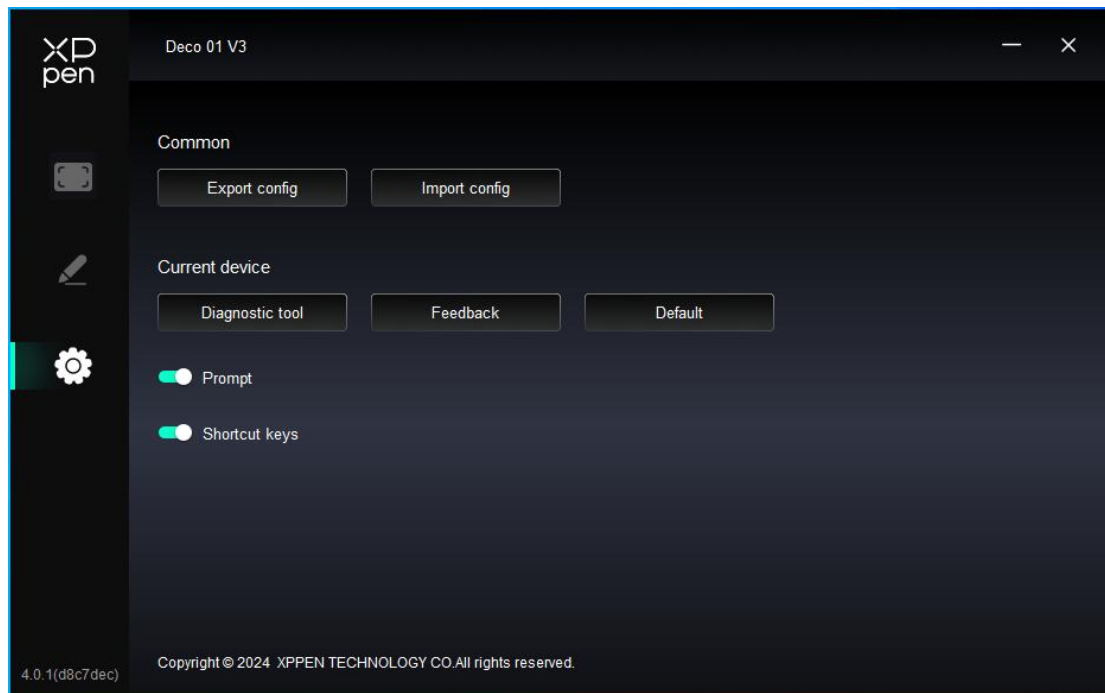 XP
pen
Deco 01 V3
Common
Export config Import config
Current device
Diagnostic tool Feedback Default
Prompt
Shortcut keys
4.0.1(d8c7dec)
Copyright © 2024 XPPEN TECHNOLOGY CO.All rights reserved.